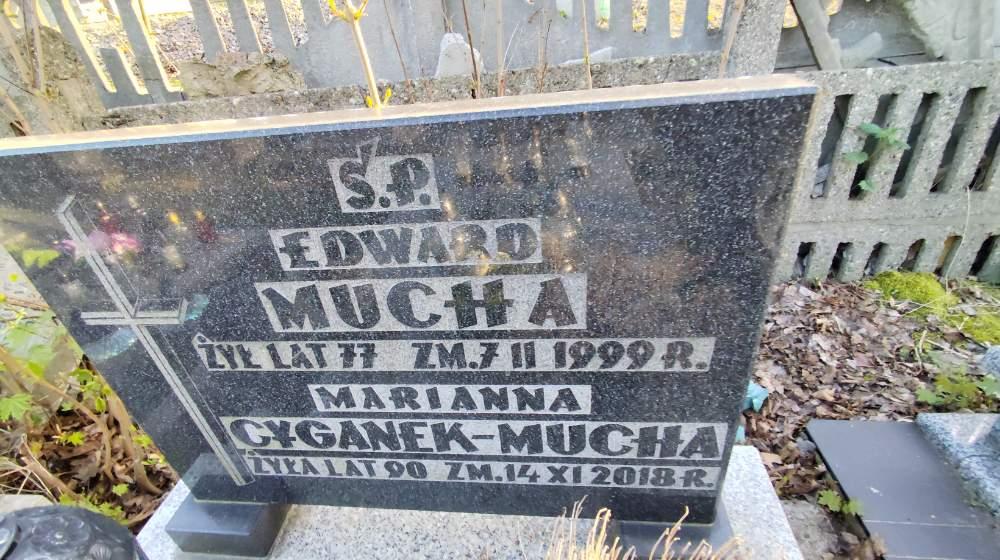 Ś.P.
EDWARD
MUCHA
ŻYŁ LAT 77 ZM. 7 II 1999 R.
MARIANNA
CYGANEK-MUCHA
ŻYŁA LAT 90 ZM. 14 XI 2018 R.